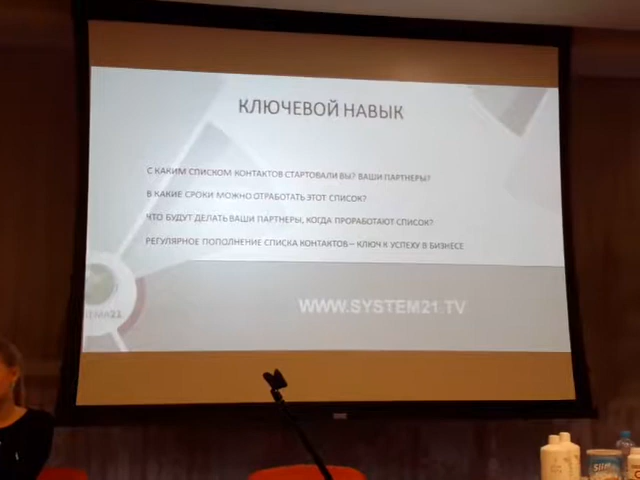 КЛЮЧЕВОЙ НАВЫК
С КАКИМ СПИСКОМ КОНТАКТОВ СТАРТОВАЛИ ВЫ? ВАШИ ПАРТНЕРЫ?
В КАКИЕ СРОКИ МОЖНО ОТРАБОТАТЬ ЭТОТ СПИСОК?
ЧТО БУДУТ ДЕЛАТЬ ВАШИ ПАРТНЕРЫ, КОГДА ПРОРАБОТАЮТ СПИСОК?
РЕГУЛЯРНОЕ ПОПОЛНЕНИЕ СПИСКА КОНТАКТОВ – КЛЮЧ К УСПЕХУ В БИЗНЕСЕ
WWW.SYSTEM21.TV